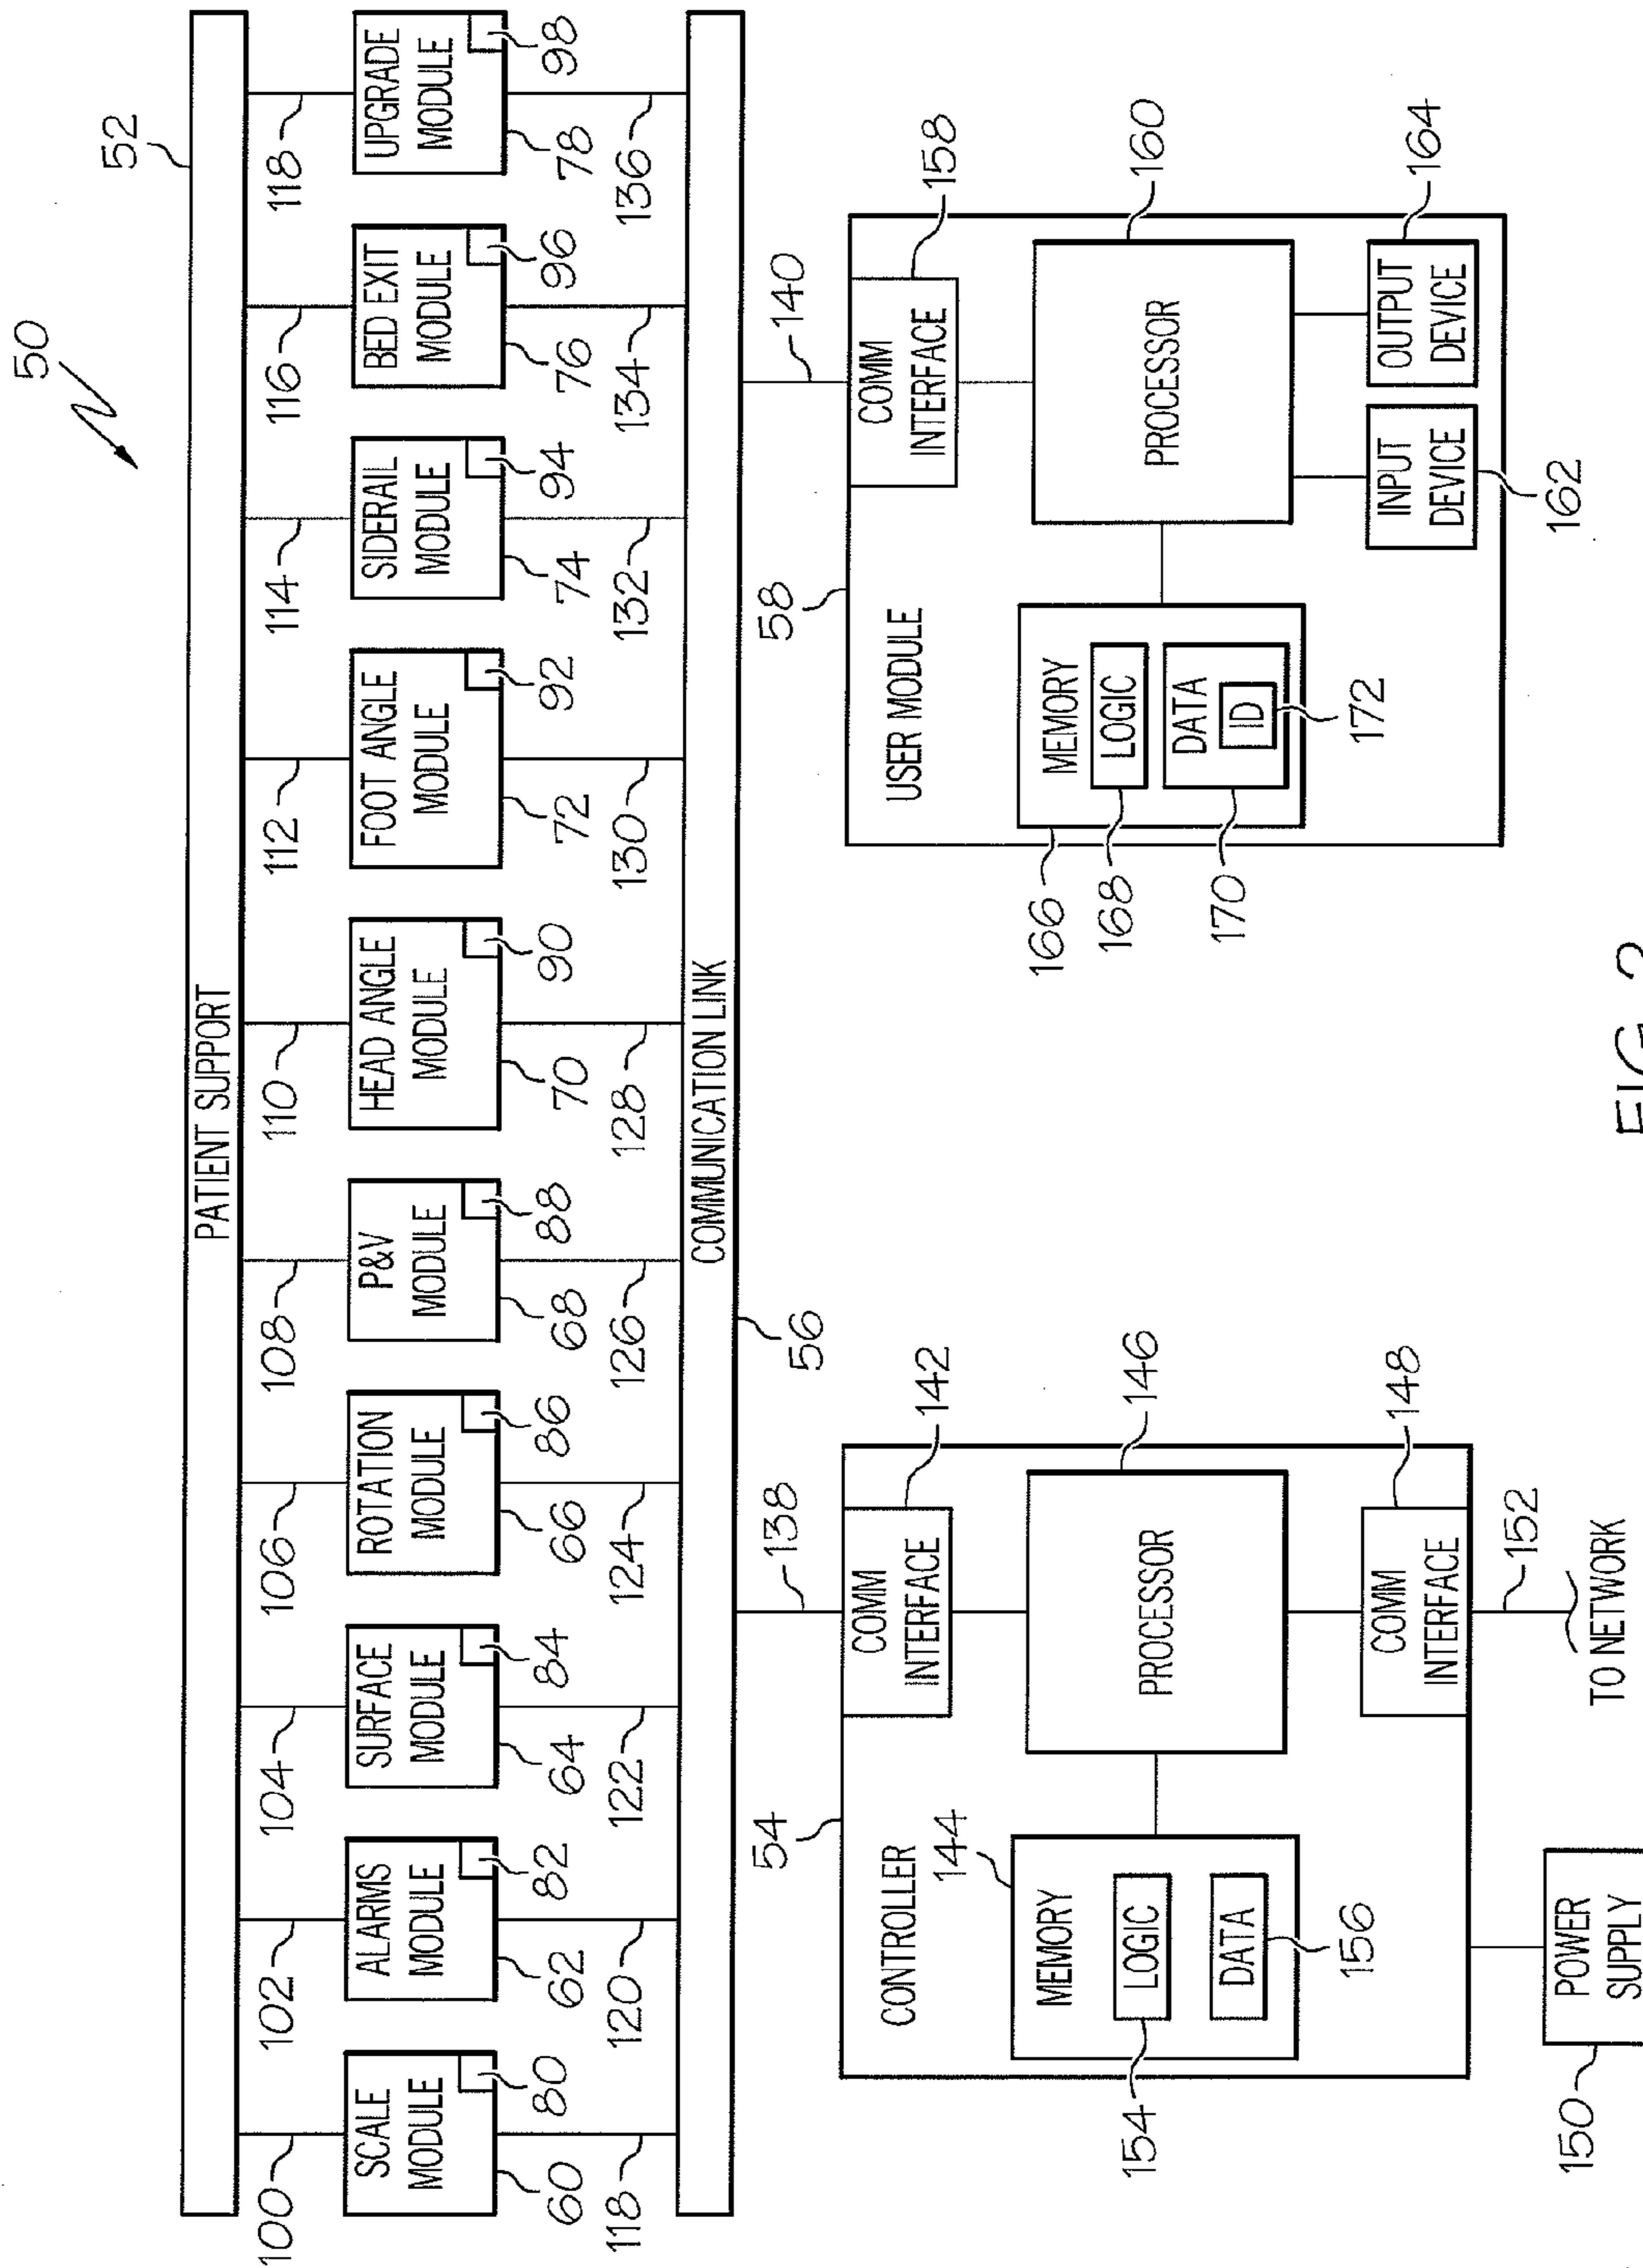 50
52
PATIENT SUPPORT
100 102 104 106 108 110 112 114 116 118
SCALE MODULE
ALARMS MODULE
SURFACE MODULE
ROTATION MODULE
P&V MODULE
HEAD ANGLE MODULE
FOOT ANGLE MODULE
SIDERAIL MODULE
BED EXIT MODULE
UPGRADE MODULE
60 80 62 82 64 84 66 86 68 88 70 90 72 92 74 94 76 96 78 98
118 120 122 124 126 128 130 132 134 136
COMMUNICATION LINK
56
54
138
CONTROLLER
COMM
INTERFACE
142
144
MEMORY
LOGIC
DATA
154
156
PROCESSOR
146
COMM
INTERFACE
148
152
TO NETWORK
POWER
SUPPLY
150
58
140
USER MODULE
COMM
INTERFACE
158
MEMORY
LOGIC
DATA
ID
166
168
170
172
PROCESSOR
160
INPUT
DEVICE
162
OUTPUT
DEVICE
164